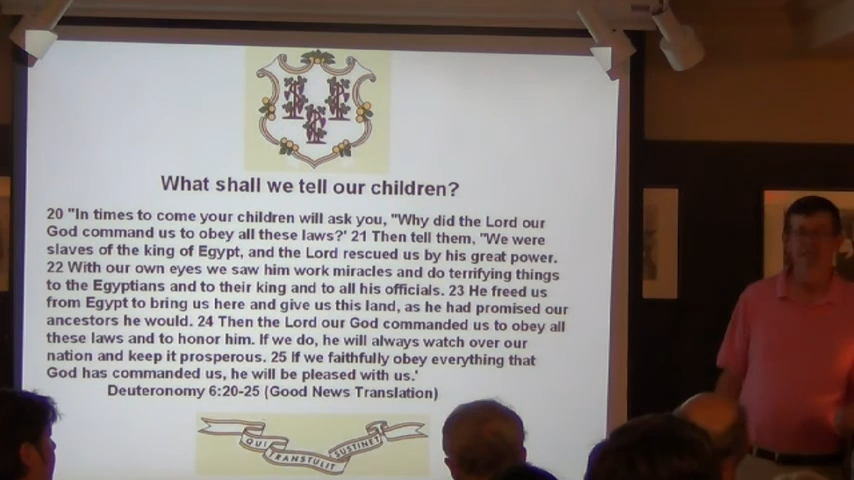 What shall we tell our children?
20 "In times to come your children will ask you, "Why did the Lord our
God command us to obey all these laws?' 21 Then tell them, "We were
slaves of the king of Egypt, and the Lord rescued us by his great power.
22 With our own eyes we saw him work miracles and do terrifying things
to the Egyptians and to their king and to all his officials. 23 He freed us
from Egypt to bring us here and give us this land, as he had promised our
ancestors he would. 24 Then the Lord our God commanded us to obey all
these laws and to honor him. If we do, he will always watch over our
nation and keep it prosperous. 25 If we faithfully obey everything that
God has commanded us, he will be pleased with us.'
Deuteronomy 6:20-25 (Good News Translation)
QUI TRANSTULIT SUSTINET